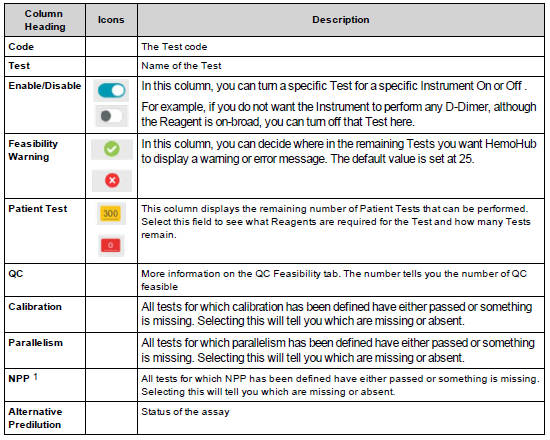 Column
Heading
Icons
Description
Code
The Test code
Test
Name of the Test
Enable/Disable
In this column, you can turn a specific Test for a specific Instrument On or Off .
For example, if you do not want the Instrument to perform any D-Dimer, although
the Reagent is on-broad, you can turn off that Test here.
Feasibility
Warning
In this column, you can decide where in the remaining Tests you want HemoHub
to display a warning or error message. The default value is set at 25.
Patient Test
300
0
This column displays the remaining number of Patient Tests that can be performed.
Select this field to see what Reagents are required for the Test and how many Tests
remain.
QC
More information on the QC Feasibility tab. The number tells you the number of QC
feasible
Calibration
All tests for which calibration has been defined have either passed or something
is missing. Selecting this will tell you which are missing or absent.
Parallelism
All tests for which parallelism has been defined have either passed or something
is missing. Selecting this will tell you which are missing or absent.
NPP 1
All tests for which NPP has been defined have either passed or something is missing.
Selecting this will tell you which are missing or absent.
Alternative
Predilution
Status of the assay